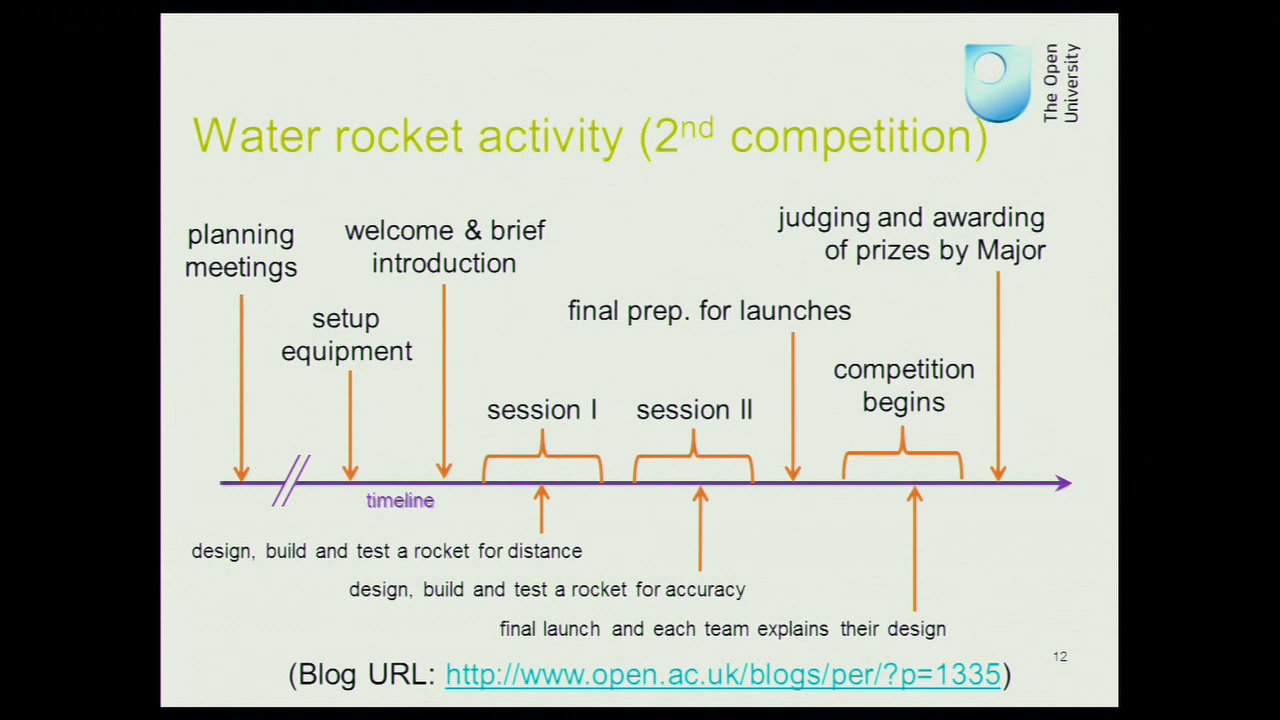 The Open
University
Water rocket activity (2nd competition)
planning
meetings
welcome & brief
introduction
judging and awarding
of prizes by Major
setup
equipment
final prep. for launches
competition
begins
session I
session II
timeline
design, build and test a rocket for distance
design, build and test a rocket for accuracy
final launch and each team explains their design
12
(Blog URL: http://www.open.ac.uk/blogs/per/?p=1335)